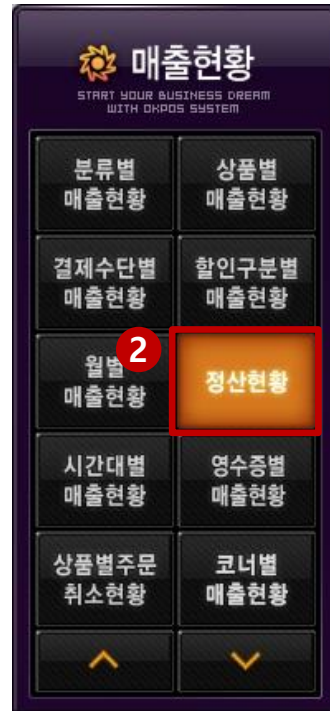 매출현황
START YOUR BUSINESS DREAM
WITH OKPOS SYSTEM
분류별
매출현황
상품별
매출현황
결제수단별
매출현황
할인구분별
매출현황
2
월별
매출현황
정산현황
시간대별
매출현황
영수증별
매출현황
상품별주문
취소현황
코너별
매출현황